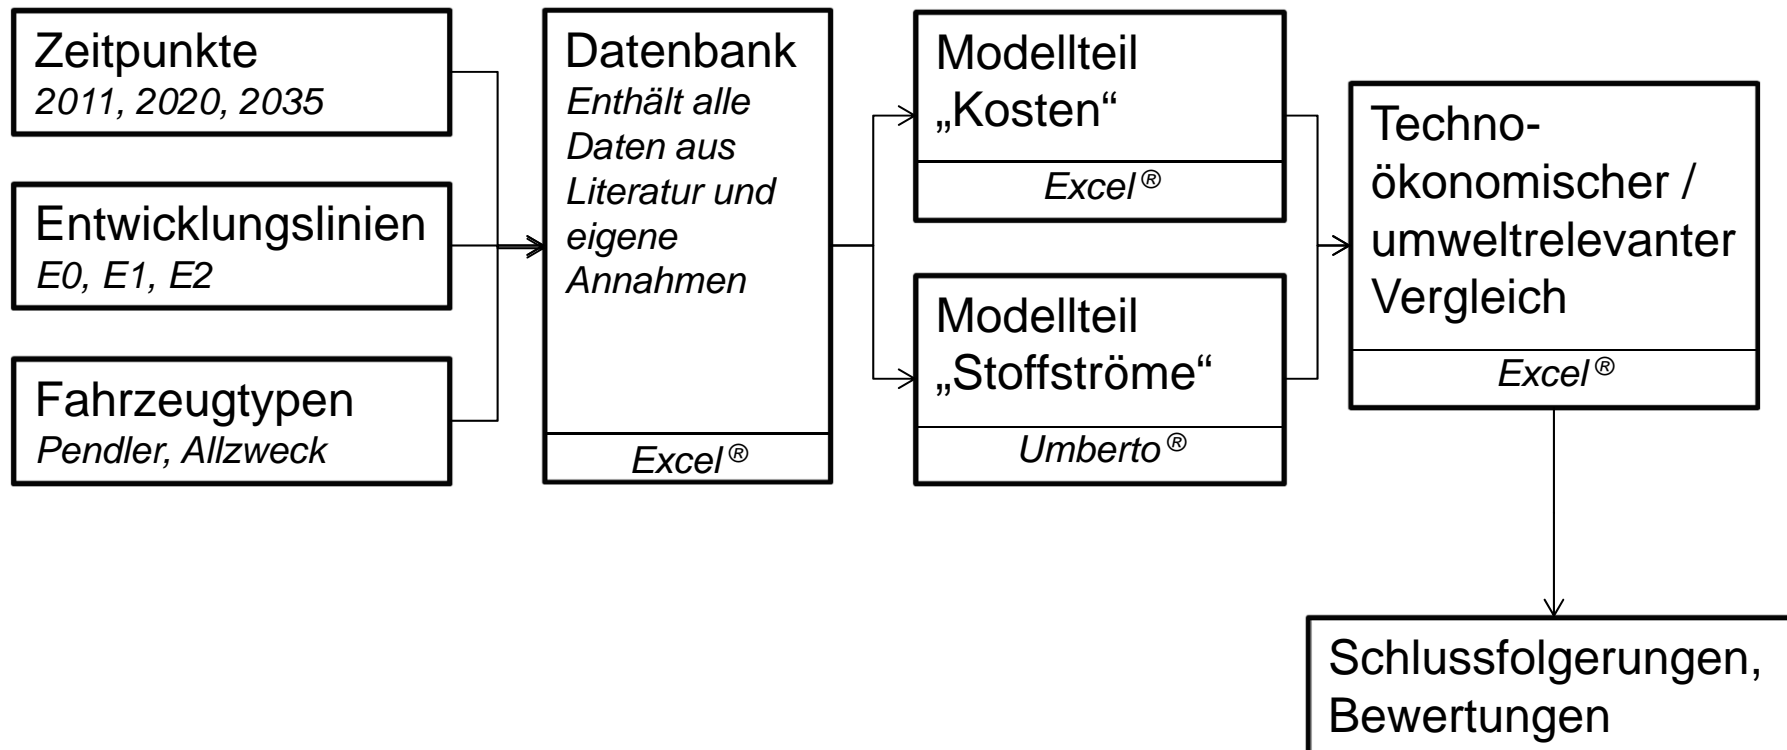 Zeitpunkte
2011, 2020, 2035
Entwicklungslinien
E0, E1, E2
Fahrzeugtypen
Pendler, Allzweck
Datenbank
Enthält alle
Daten aus
Literatur und
eigene
Annahmen
Excel ®
Modellteil
„Kosten“
Excel ®
Modellteil
„Stoffströme“
Umberto ®
Techno-
ökonomischer /
umweltrelevanter
Vergleich
Excel ®
Schlussfolgerungen,
Bewertungen